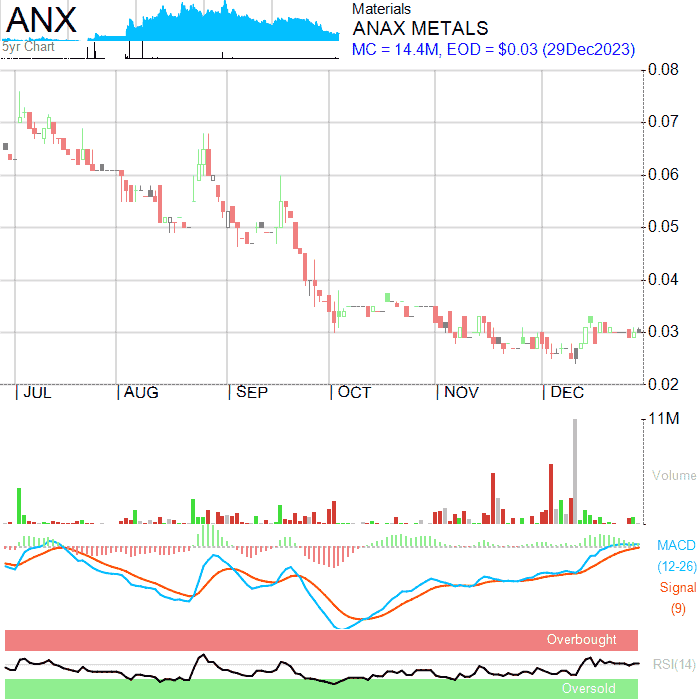 ANX
5yr Chart
Materials
ANAX METALS
MC = 14.4M, EOD = $0.03 (29Dec2023)
0.08
0.07
0.06
0.05
0.04
0.03
0.02
JUL AUG SEP OCT NOV DEC
11M
Volume
MACD
(12-26)
Signal
(9)
Overbought
RSI(14)
Oversold